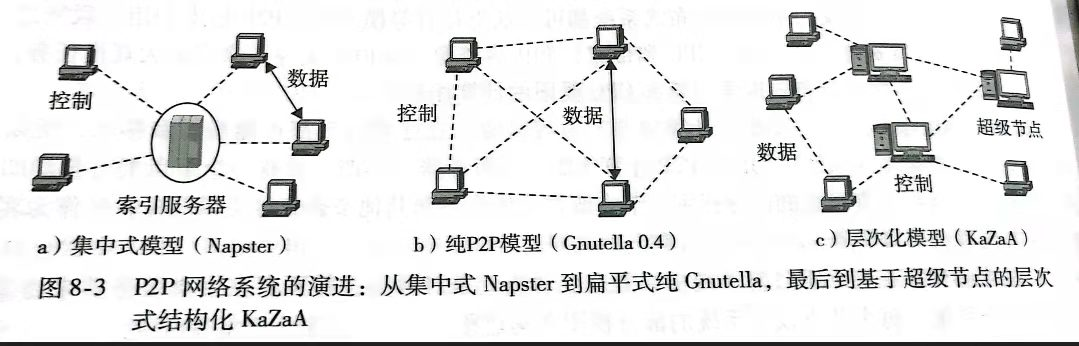 控制
数据
索引服务器
a）集中式模型（Napster）
控制
数据
b）纯P2P模型（Gnutella 0.4）
数据
超级节点
控制
c）层次化模型（KaZaA）
图 8-3 P2P 网络系统的演进：从集中式 Napster 到扁平式纯 Gnutella，最后到基于超级节点的层次
式结构化 KaZaA